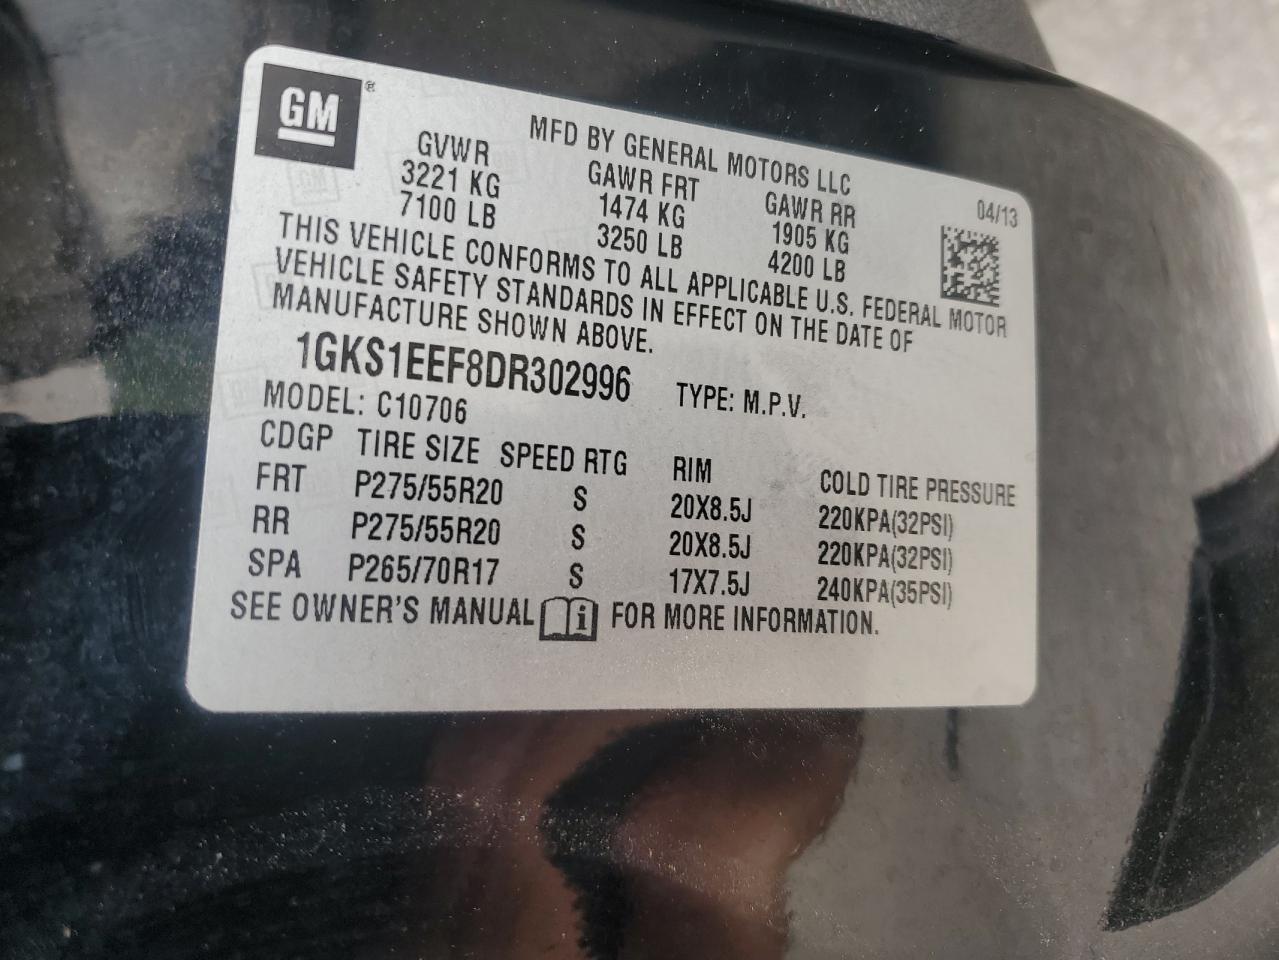 GM ®
MFD BY GENERAL MOTORS LLC
04/13
GVWR GAWR FRT GAWR RR
3221 KG 1474 KG 1905 KG
7100 LB 3250 LB 4200 LB
THIS VEHICLE CONFORMS TO ALL APPLICABLE U.S. FEDERAL MOTOR
VEHICLE SAFETY STANDARDS IN EFFECT ON THE DATE OF
MANUFACTURE SHOWN ABOVE.
1GKS1EEF8DR302996 TYPE: M.P.V.
MODEL: C10706
CDGP TIRE SIZE SPEED RTG RIM COLD TIRE PRESSURE
FRT P275/55R20 S 20X8.5J 220KPA(32PSI)
RR P275/55R20 S 20X8.5J 220KPA(32PSI)
SPA P265/70R17 S 17X7.5J 240KPA(35PSI)
SEE OWNER'S MANUAL i FOR MORE INFORMATION.